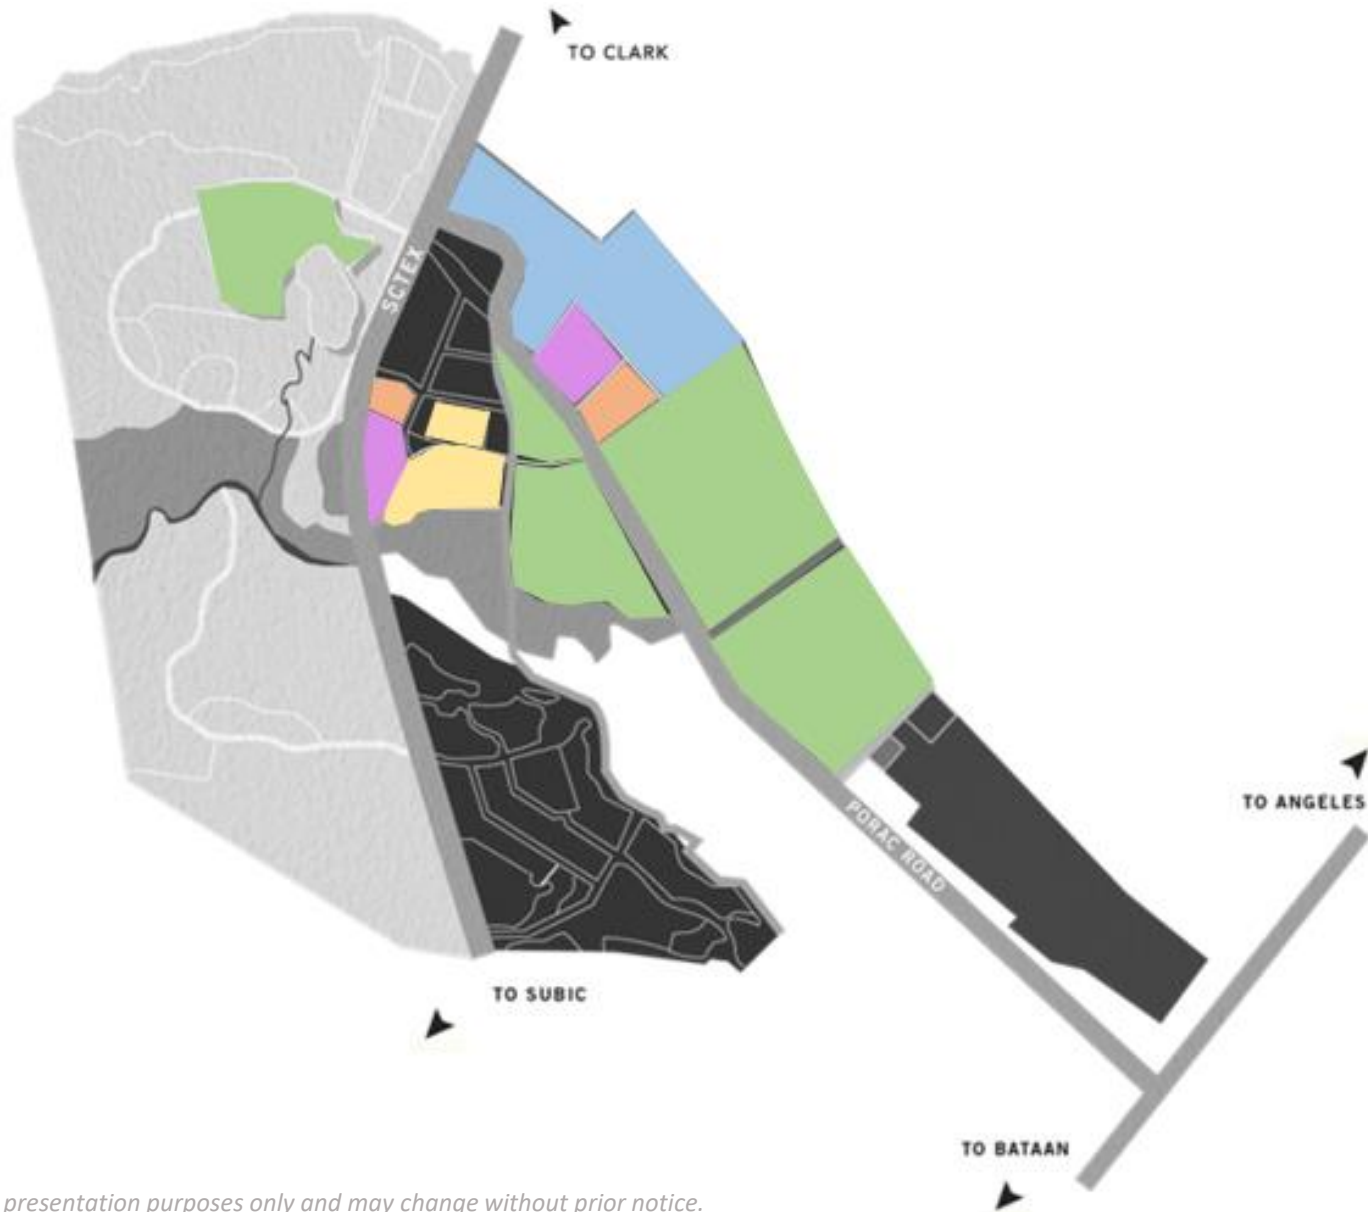 TO CLARK
SCTEX
TO ANGELES
PORAC ROAD
TO SUBIC
TO BATAAN
presentation purposes only and may change without prior notice.